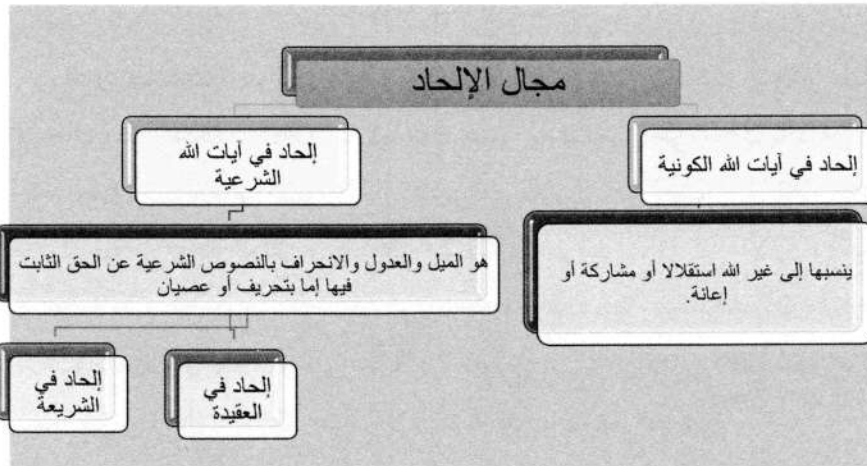 مجال الإلحاد
إلحاد في آيات الله الكونية
ينسبها إلى غير الله استقلالا أو مشاركة أو
إعانة.
إلحاد في آيات الله
الشرعية
هو الميل والعدول والانحراف بالنصوص الشرعية عن الحق الثابت
فيها إما بتحريف أو عصيان
إلحاد في
العقيدة
إلحاد في
الشريعة